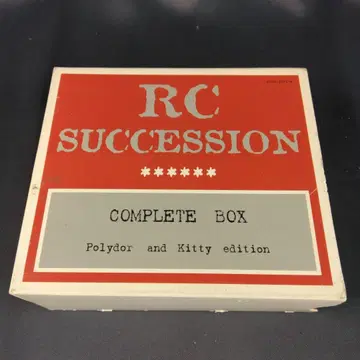 RC
SUCCESSION
******
COMPLETE BOX
Polydor and Kitty edition